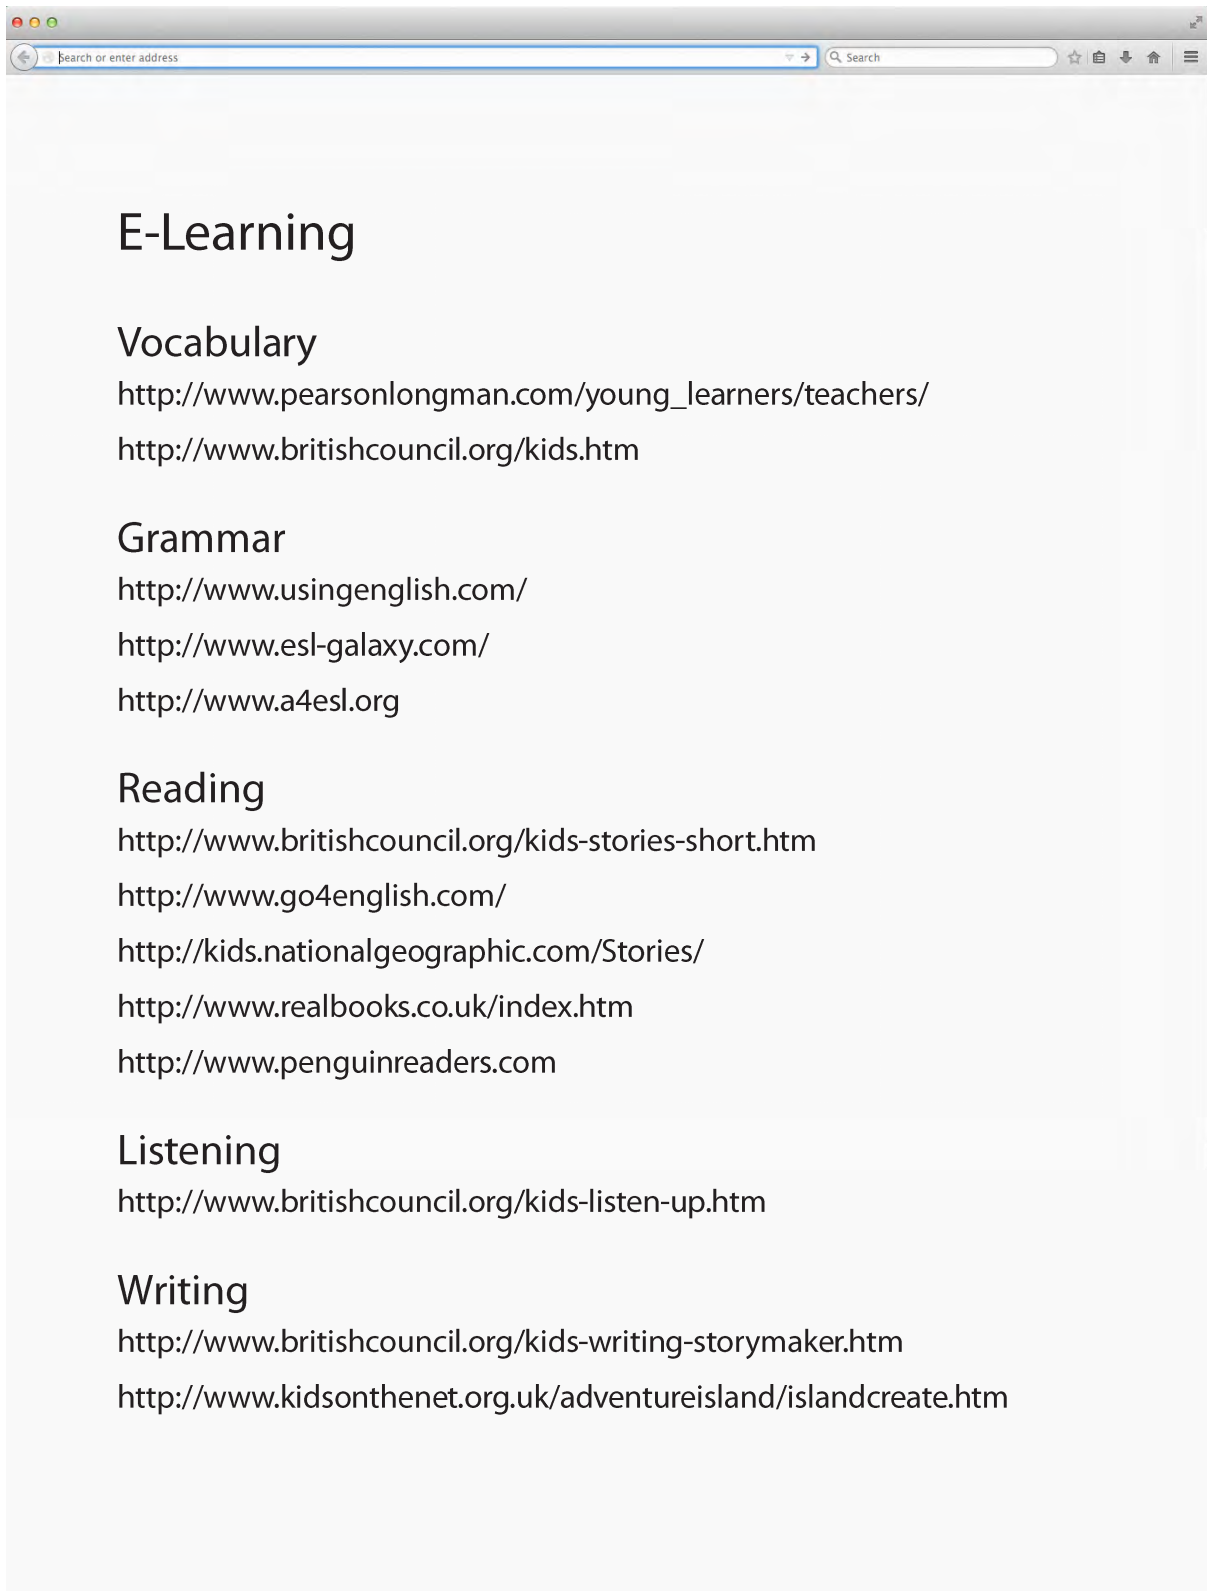 Search or enter address
Search
E-Learning
Vocabulary
http://www.pearsonlongman.com/young_learners/teachers/
http://www.britishcouncil.org/kids.htm
Grammar
http://www.usingenglish.com/
http://www.esl-galaxy.com/
http://www.a4esl.org
Reading
http://www.britishcouncil.org/kids-stories-short.htm
http://www.go4english.com/
http://kids.nationalgeographic.com/Stories/
http://www.realbooks.co.uk/index.htm
http://www.penguinreaders.com
Listening
http://www.britishcouncil.org/kids-listen-up.htm
Writing
http://www.britishcouncil.org/kids-writing-storymaker.htm
http://www.kidsonthenet.org.uk/adventureisland/islandcreate.htm